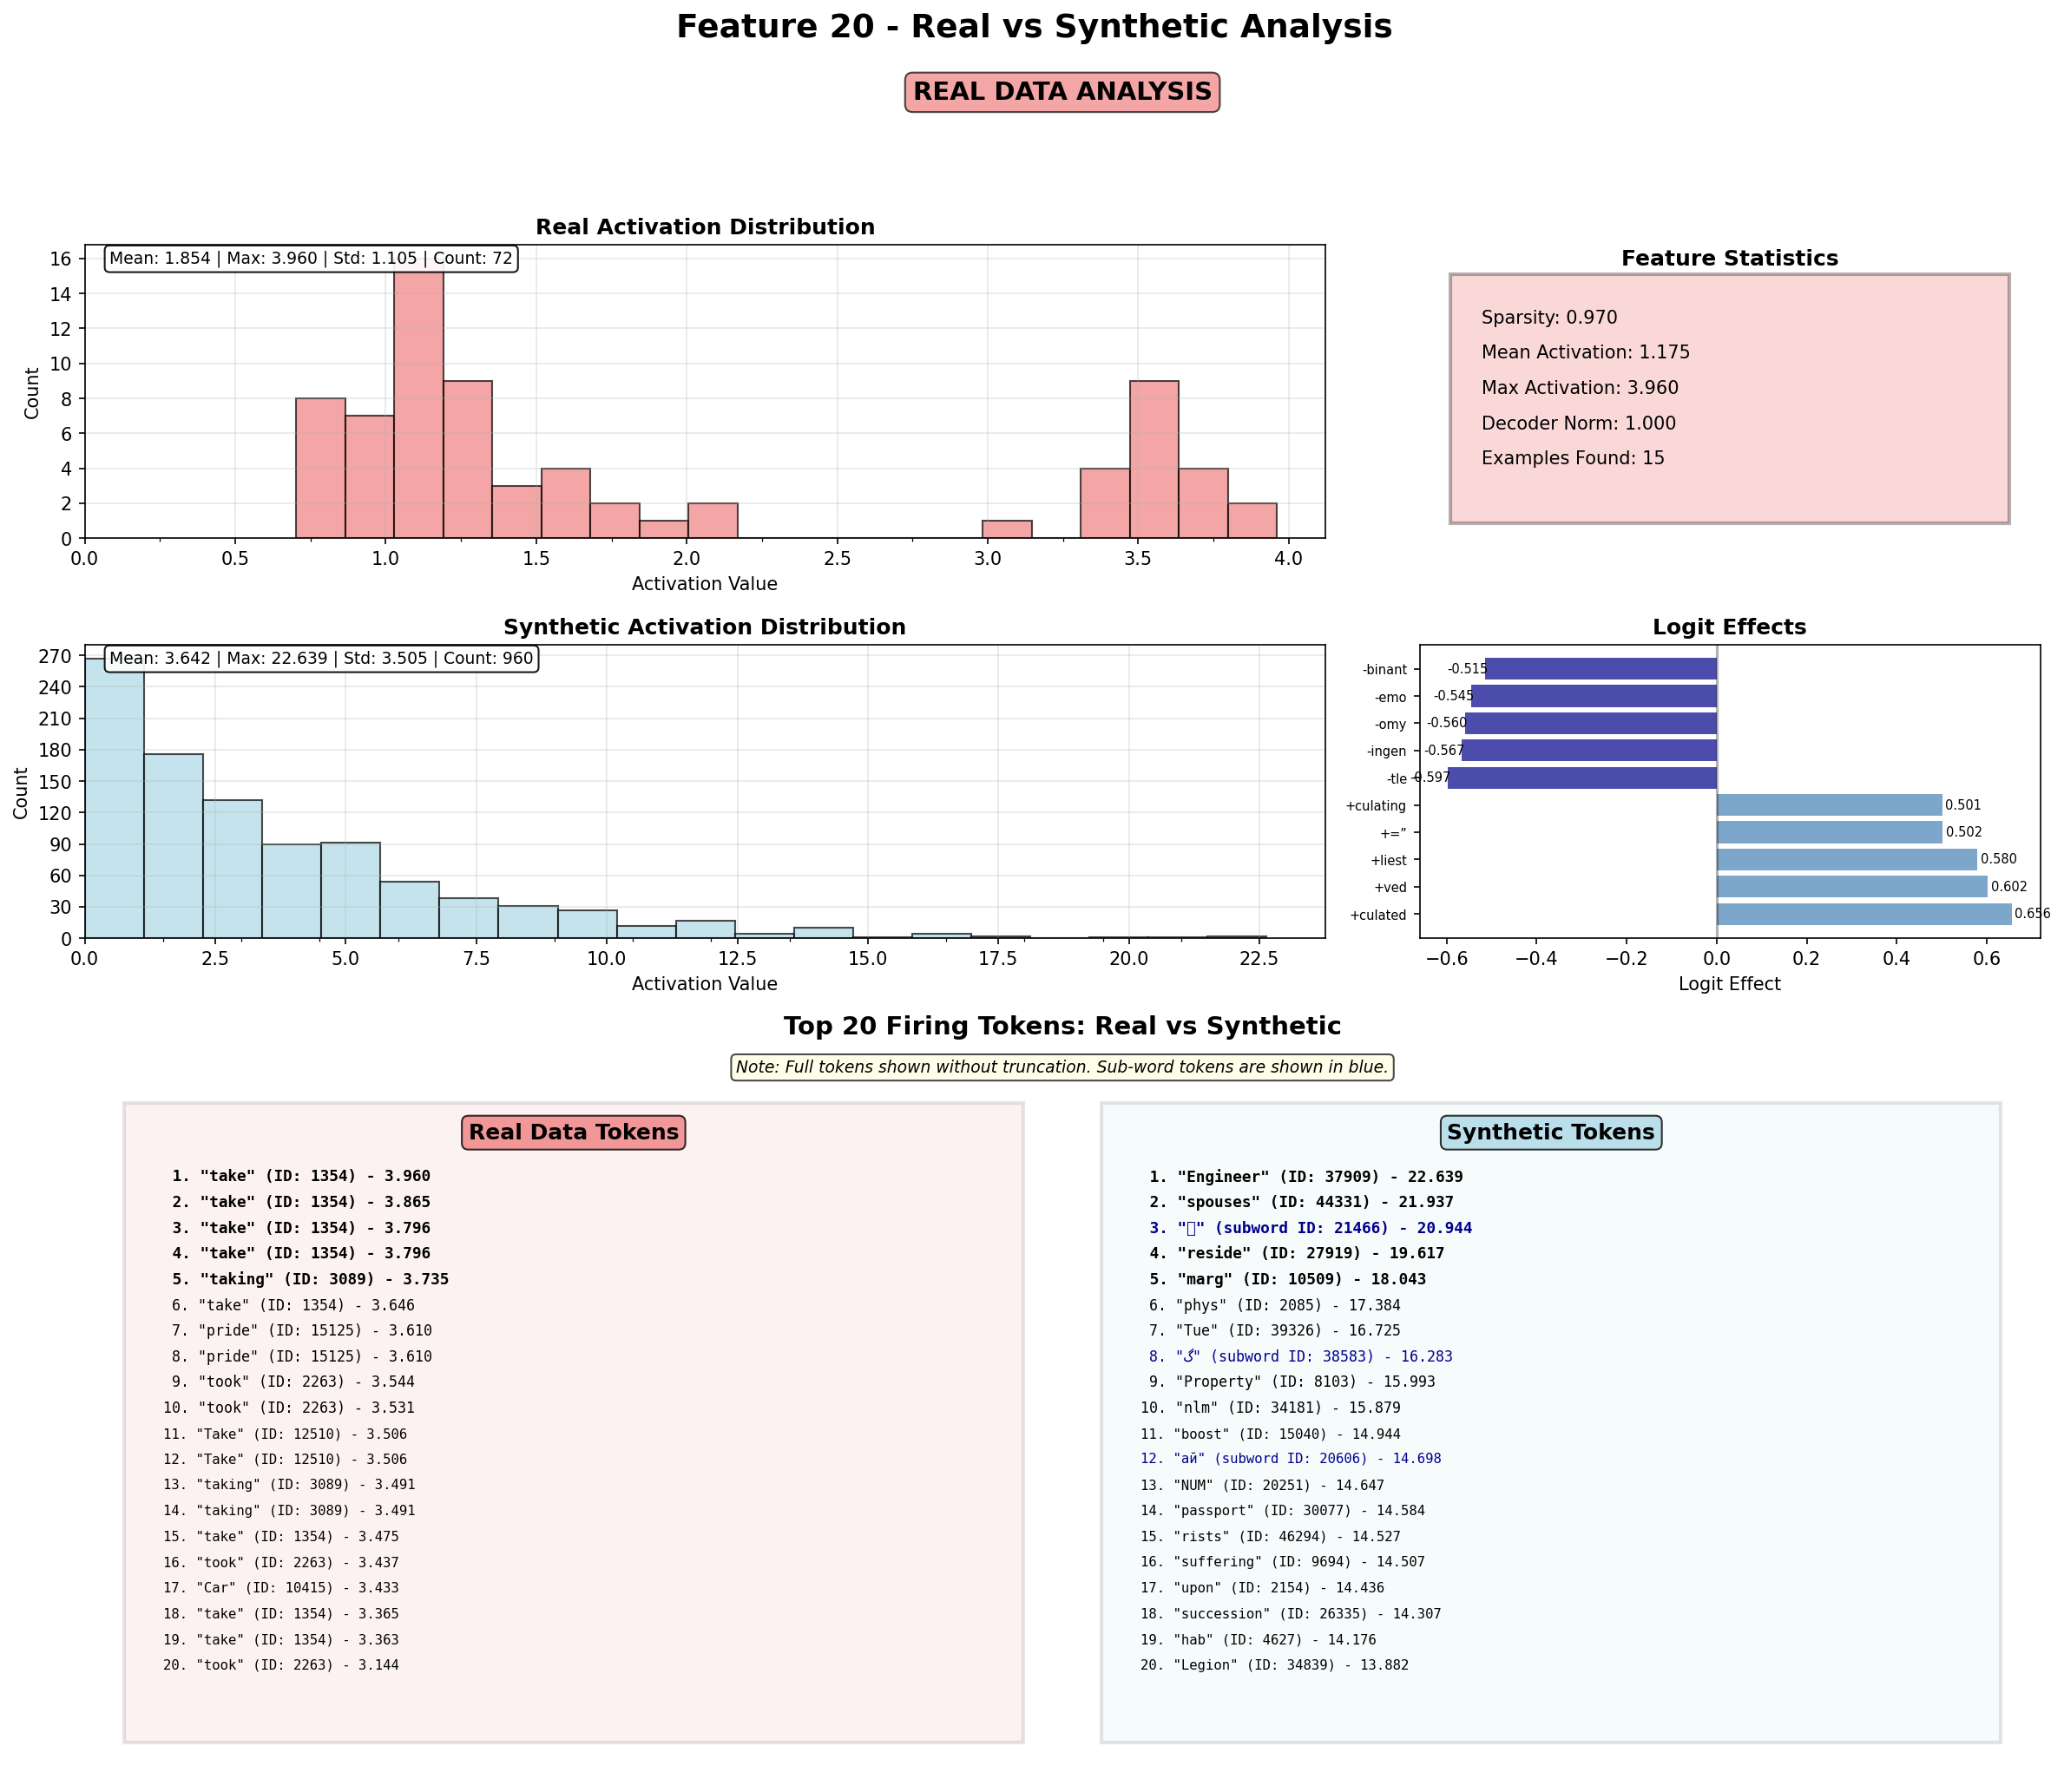 Feature 20 - Real vs Synthetic Analysis
REAL DATA ANALYSIS
Real Activation Distribution
Mean: 1.854 | Max: 3.960 | Std: 1.105 | Count: 72
Count
16
14
12
10
8
6
4
2
0
0.0 0.5 1.0 1.5 2.0 2.5 3.0 3.5 4.0
Activation Value
Feature Statistics
Sparsity: 0.970
Mean Activation: 1.175
Max Activation: 3.960
Decoder Norm: 1.000
Examples Found: 15
Synthetic Activation Distribution
Mean: 3.642 | Max: 22.639 | Std: 3.505 | Count: 960
Count
270
240
210
180
150
120
90
60
30
0
0.0 2.5 5.0 7.5 10.0 12.5 15.0 17.5 20.0 22.5
Activation Value
Logit Effects
-binant -0.515
-emo -0.545
-omy -0.560
-ingen -0.567
-tle -0.597
+culating 0.501
+=” 0.502
+liest 0.580
+ved 0.602
+culated 0.656
−0.6 −0.4 −0.2 0.0 0.2 0.4 0.6
Logit Effect
Top 20 Firing Tokens: Real vs Synthetic
Note: Full tokens shown without truncation. Sub-word tokens are shown in blue.
Real Data Tokens
1. "take" (ID: 1354) - 3.960
2. "take" (ID: 1354) - 3.865
3. "take" (ID: 1354) - 3.796
4. "take" (ID: 1354) - 3.796
5. "taking" (ID: 3089) - 3.735
6. "take" (ID: 1354) - 3.646
7. "pride" (ID: 15125) - 3.610
8. "pride" (ID: 15125) - 3.610
9. "took" (ID: 2263) - 3.544
10. "took" (ID: 2263) - 3.531
11. "Take" (ID: 12510) - 3.506
12. "Take" (ID: 12510) - 3.506
13. "taking" (ID: 3089) - 3.491
14. "taking" (ID: 3089) - 3.491
15. "take" (ID: 1354) - 3.475
16. "took" (ID: 2263) - 3.437
17. "Car" (ID: 10415) - 3.433
18. "take" (ID: 1354) - 3.365
19. "take" (ID: 1354) - 3.363
20. "took" (ID: 2263) - 3.144
Synthetic Tokens
1. "Engineer" (ID: 37909) - 22.639
2. "spouses" (ID: 44331) - 21.937
3. "" (subword ID: 21466) - 20.944
4. "reside" (ID: 27919) - 19.617
5. "marg" (ID: 10509) - 18.043
6. "phys" (ID: 2085) - 17.384
7. "Tue" (ID: 39326) - 16.725
8. "گ" (subword ID: 38583) - 16.283
9. "Property" (ID: 8103) - 15.993
10. "nlm" (ID: 34181) - 15.879
11. "boost" (ID: 15040) - 14.944
12. "ай" (subword ID: 20606) - 14.698
13. "NUM" (ID: 20251) - 14.647
14. "passport" (ID: 30077) - 14.584
15. "rists" (ID: 46294) - 14.527
16. "suffering" (ID: 9694) - 14.507
17. "upon" (ID: 2154) - 14.436
18. "succession" (ID: 26335) - 14.307
19. "hab" (ID: 4627) - 14.176
20. "Legion" (ID: 34839) - 13.882